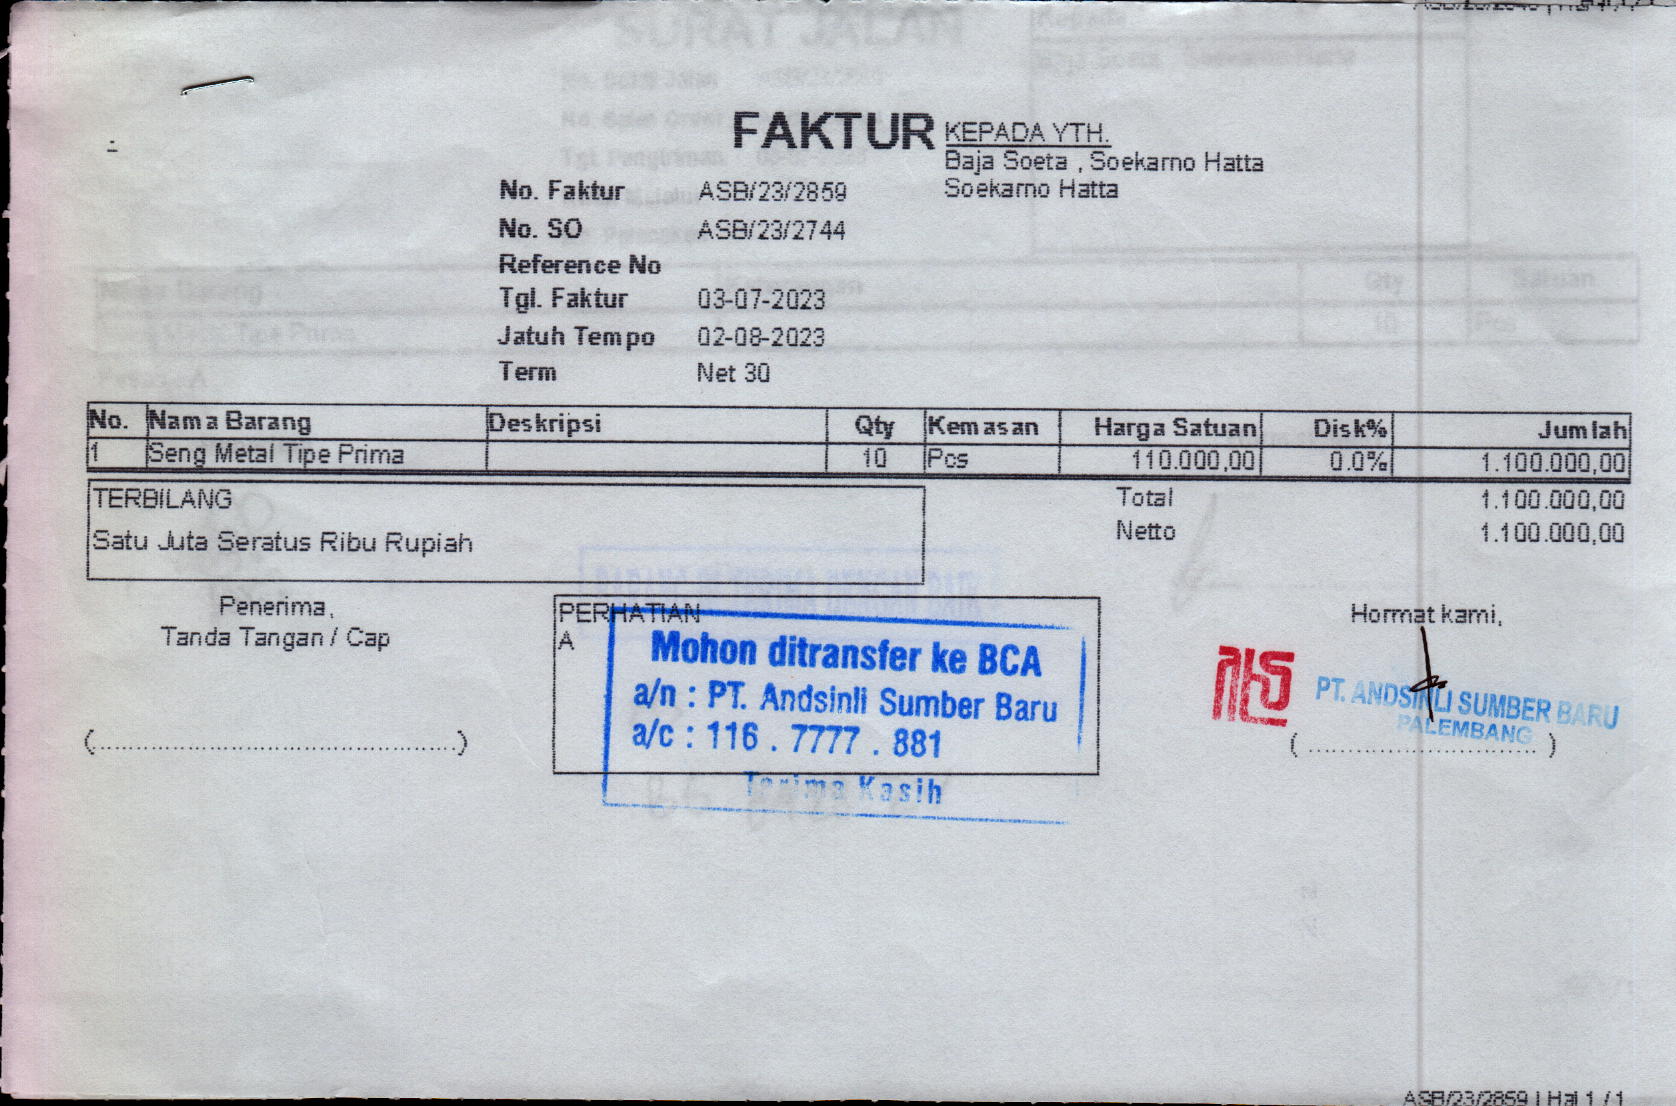 FAKTUR
KEPADA YTH.
Baja Soeta , Soekarno Hatta
Soekarno Hatta
No. Faktur ASB/23/2859
No. SO ASB/23/2744
Reference No
Tgl. Faktur 03-07-2023
Jatuh Tempo 02-08-2023
Term Net 30
No. Nama Barang Deskripsi Qty Kemasan Harga Satuan Disk% Jumlah
1 Seng Metal Tipe Prima 10 Pcs 110.000,00 0.0% 1.100.000,00
TERBILANG
Satu Juta Seratus Ribu Rupiah
Total 1.100.000,00
Netto 1.100.000,00
Penerima,
Tanda Tangan / Cap
PERHATIAN
A
Mohon ditransfer ke BCA
a/n : PT. Andsinli Sumber Baru
a/c : 116 . 7777 . 881
Terima Kasih
Hormat kami,
PT. ANDSINLI SUMBER BARU
PALEMBANG
ASB/23/2859 | Hal 1 / 1